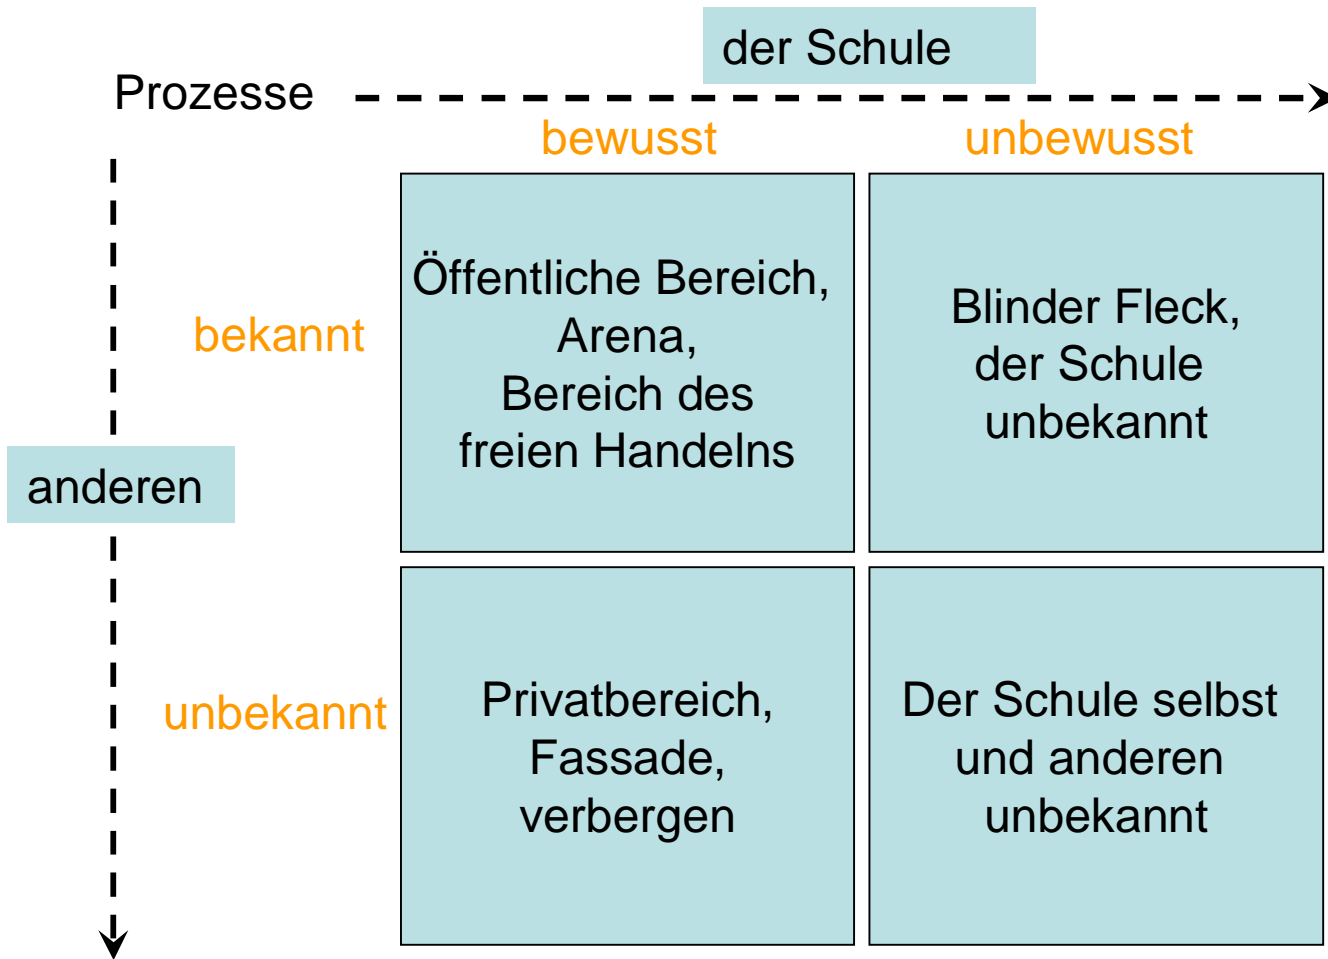 der Schule
Prozesse
bewusst
unbewusst
bekannt
Öffentliche Bereich,
Arena,
Bereich des
freien Handelns
Blinder Fleck,
der Schule
unbekannt
anderen
unbekannt
Privatbereich,
Fassade,
verbergen
Der Schule selbst
und anderen
unbekannt